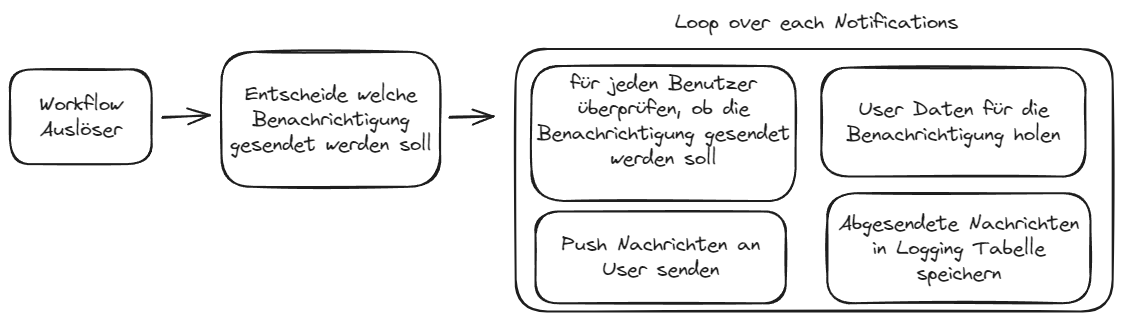 Loop over each Notifications
Workflow
Auslöser
Entscheide welche
Benachrichtigung
gesendet werden soll
für jeden Benutzer
überprüfen, ob die
Benachrichtigung gesendet
werden soll
User Daten für die
Benachrichtigung holen
Push Nachrichten an
User senden
Abgesendete Nachrichten
in Logging Tabelle
speichern